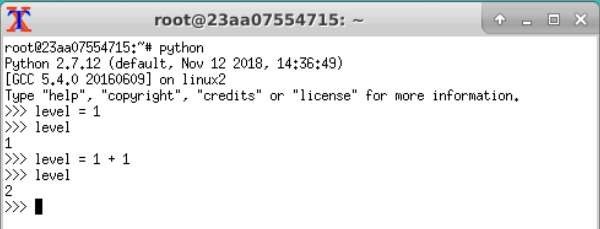 root@23aa07554715: ~
root@23aa07554715:~# python
Python 2.7.12 (default, Nov 12 2018, 14:36:49)
[GCC 5.4.0 20160609] on linux2
Type "help", "copyright", "credits" or "license" for more information.
>>> level = 1
>>> level
1
>>> level = 1 + 1
>>> level
2
>>>